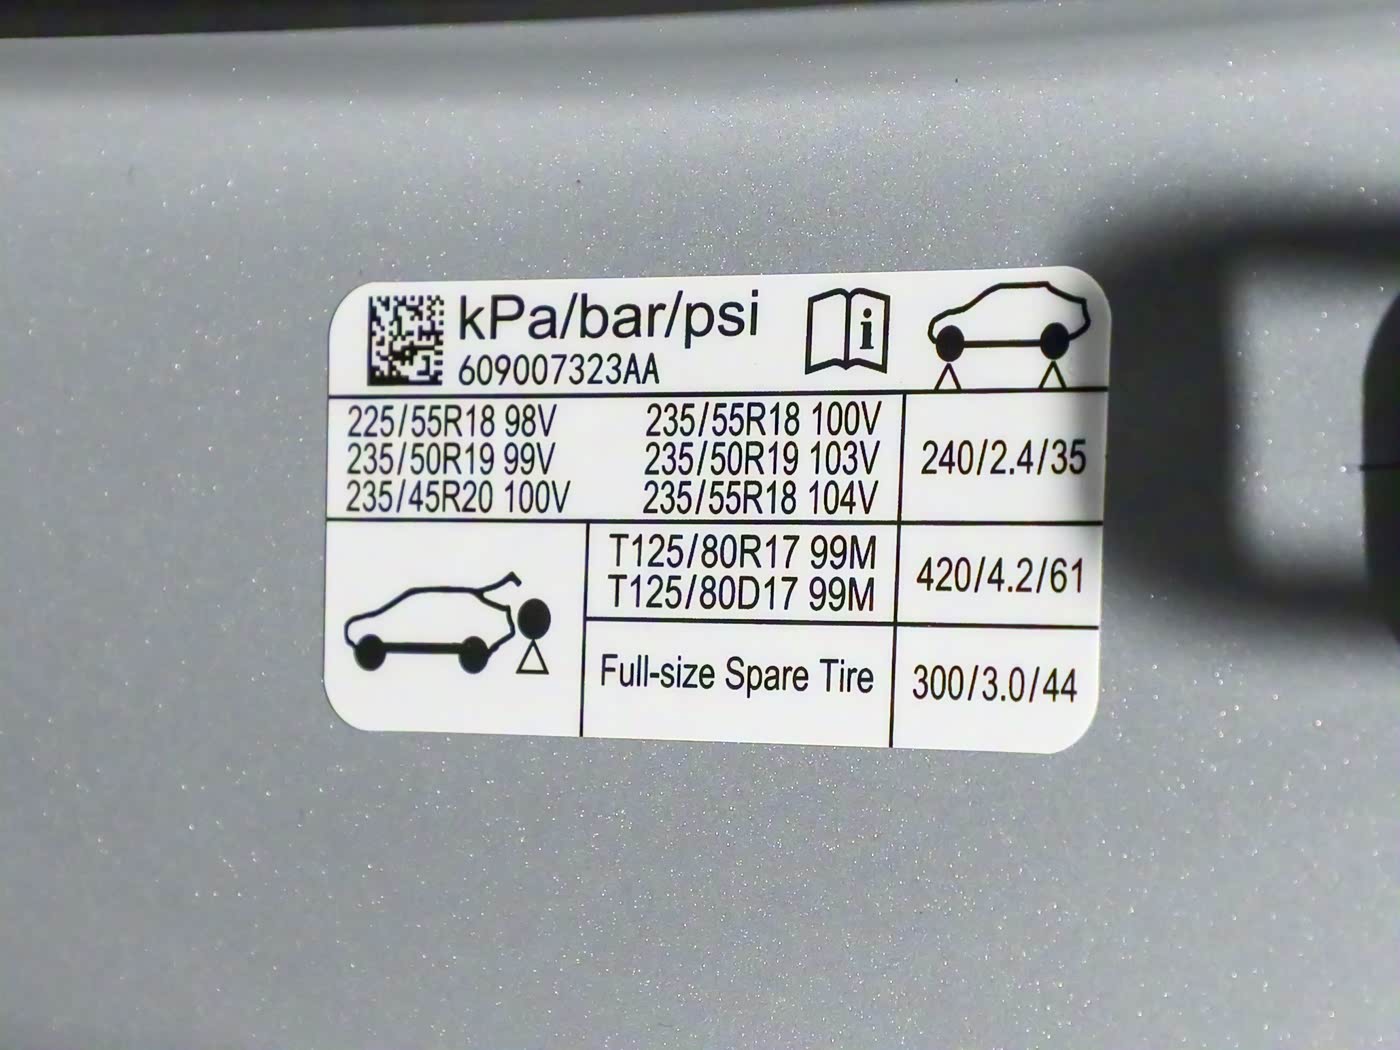 kPa/bar/psi
609007323AA
i
225/55R18 98V 235/55R18 100V
235/50R19 99V 235/50R19 103V
235/45R20 100V 235/55R18 104V
240/2.4/35
T125/80R17 99M
T125/80D17 99M
420/4.2/61
Full-size Spare Tire 300/3.0/44